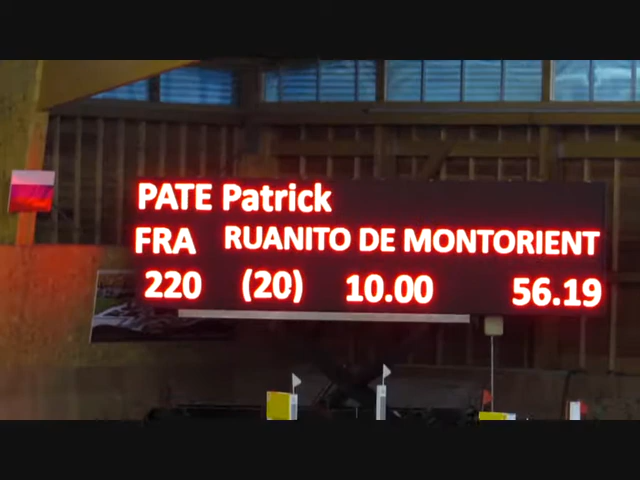 PATE Patrick
FRA RUANITO DE MONTORIENT
220 (20) 10.00 56.19